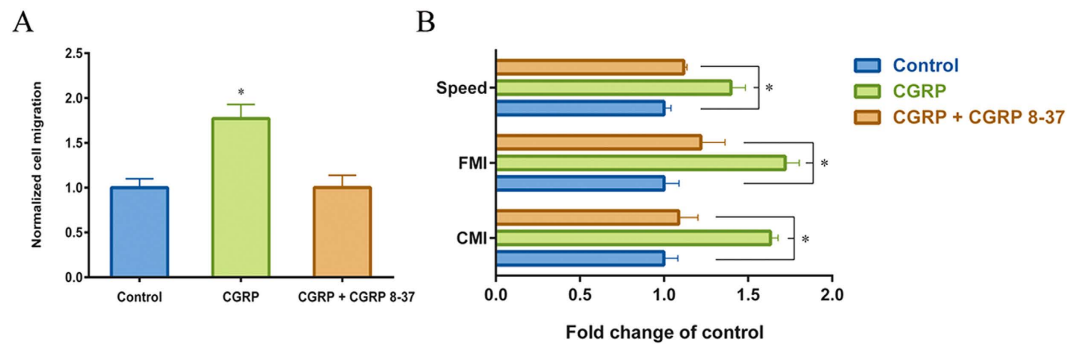 A
Normalized cell migration
2.5
2.0
1.5
1.0
0.5
0.0
*
Control
CGRP
CGRP + CGRP 8-37
B
Speed
*
FMI
*
CMI
*
0.0
0.5
1.0
1.5
2.0
Fold change of control
Control
CGRP
CGRP + CGRP 8-37